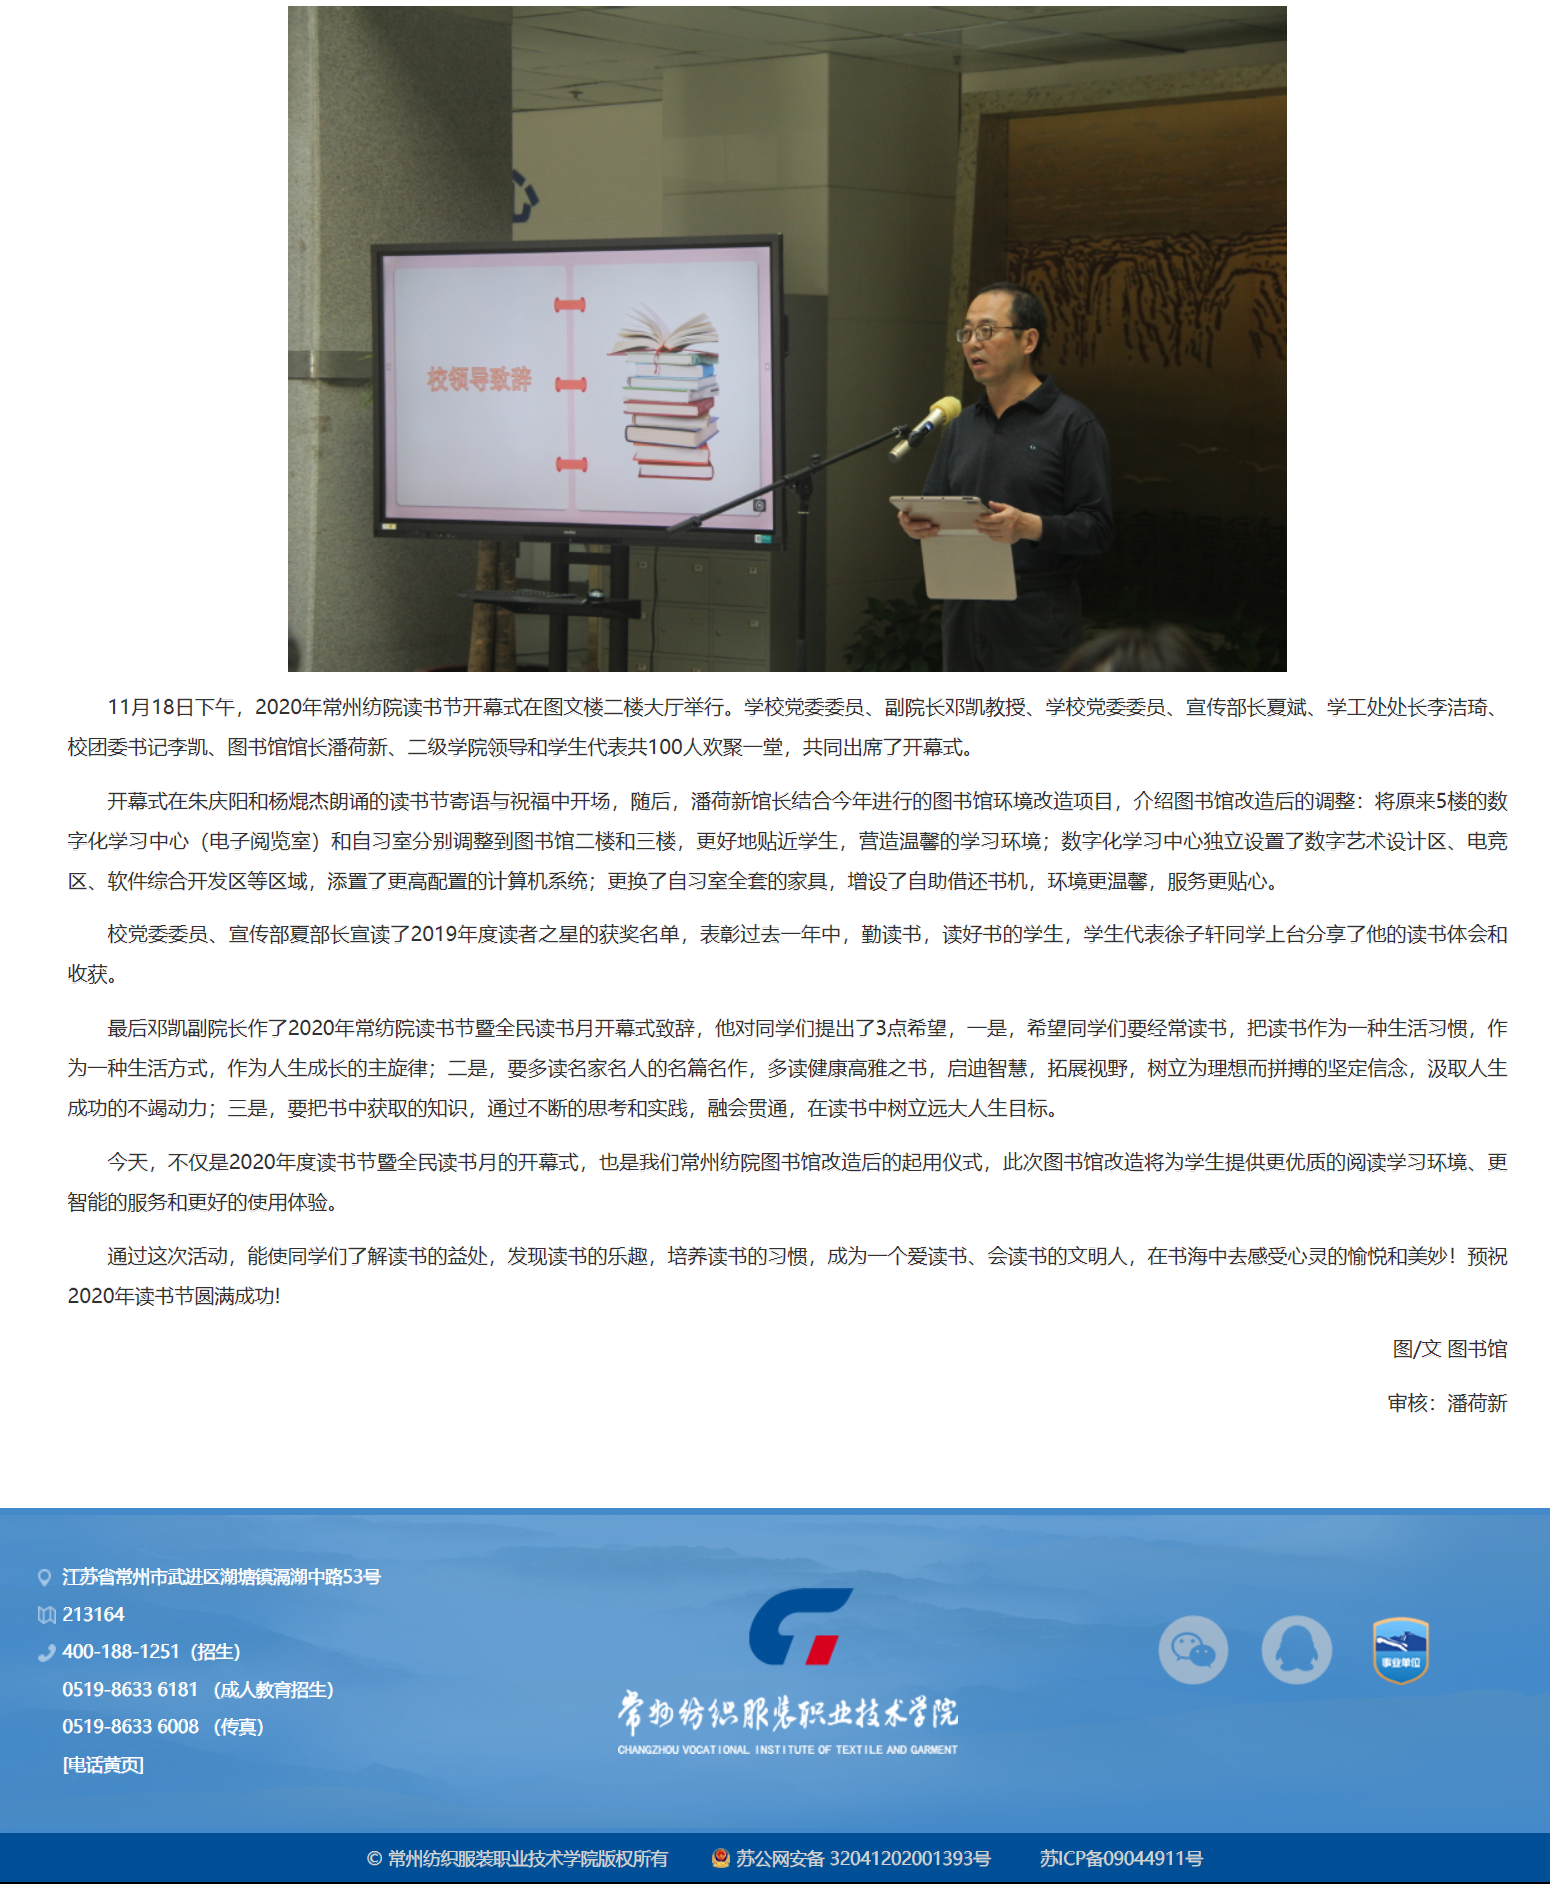 校领导致辞
11月18日下午，2020年常州纺院读书节开幕式在图文楼二楼大厅举行。学校党委委员、副院长邓凯教授、学校党委委员、宣传部长夏斌、学工处处长李洁琦、
校团委书记李凯、图书馆馆长潘荷新、二级学院领导和学生代表共100人欢聚一堂，共同出席了开幕式。
开幕式在朱庆阳和杨焜杰朗诵的读书节寄语与祝福中开场，随后，潘荷新馆长结合今年进行的图书馆环境改造项目，介绍图书馆改造后的调整：将原来5楼的数
字化学习中心（电子阅览室）和自习室分别调整到图书馆二楼和三楼，更好地贴近学生，营造温馨的学习环境；数字化学习中心独立设置了数字艺术设计区、电竞
区、软件综合开发区等区域，添置了更高配置的计算机系统；更换了自习室全套的家具，增设了自助借还书机，环境更温馨，服务更贴心。
校党委委员、宣传部夏部长宣读了2019年度读者之星的获奖名单，表彰过去一年中，勤读书，读好书的学生，学生代表徐子轩同学上台分享了他的读书体会和
收获。
最后邓凯副院长作了2020年常纺院读书节暨全民读书月开幕式致辞，他对同学们提出了3点希望，一是，希望同学们要经常读书，把读书作为一种生活习惯，作
为一种生活方式，作为人生成长的主旋律；二是，要多读名家名人的名篇名作，多读健康高雅之书，启迪智慧，拓展视野，树立为理想而拼搏的坚定信念，汲取人生
成功的不竭动力；三是，要把书中获取的知识，通过不断的思考和实践，融会贯通，在读书中树立远大人生目标。
今天，不仅是2020年度读书节暨全民读书月的开幕式，也是我们常州纺院图书馆改造后的起用仪式，此次图书馆改造将为学生提供更优质的阅读学习环境、更
智能的服务和更好的使用体验。
通过这次活动，能使同学们了解读书的益处，发现读书的乐趣，培养读书的习惯，成为一个爱读书、会读书的文明人，在书海中去感受心灵的愉悦和美妙！预祝
2020年读书节圆满成功!
图/文 图书馆
审核：潘荷新
江苏省常州市武进区湖塘镇滆湖中路53号
213164
400-188-1251（招生）
0519-8633 6181 （成人教育招生）
0519-8633 6008 （传真）
[电话黄页]
常州纺织服装职业技术学院
CHANGZHOU VOCATIONAL INSTITUTE OF TEXTILE AND GARMENT
事业单位
© 常州纺织服装职业技术学院版权所有 苏公网安备 32041202001393号 苏ICP备09044911号